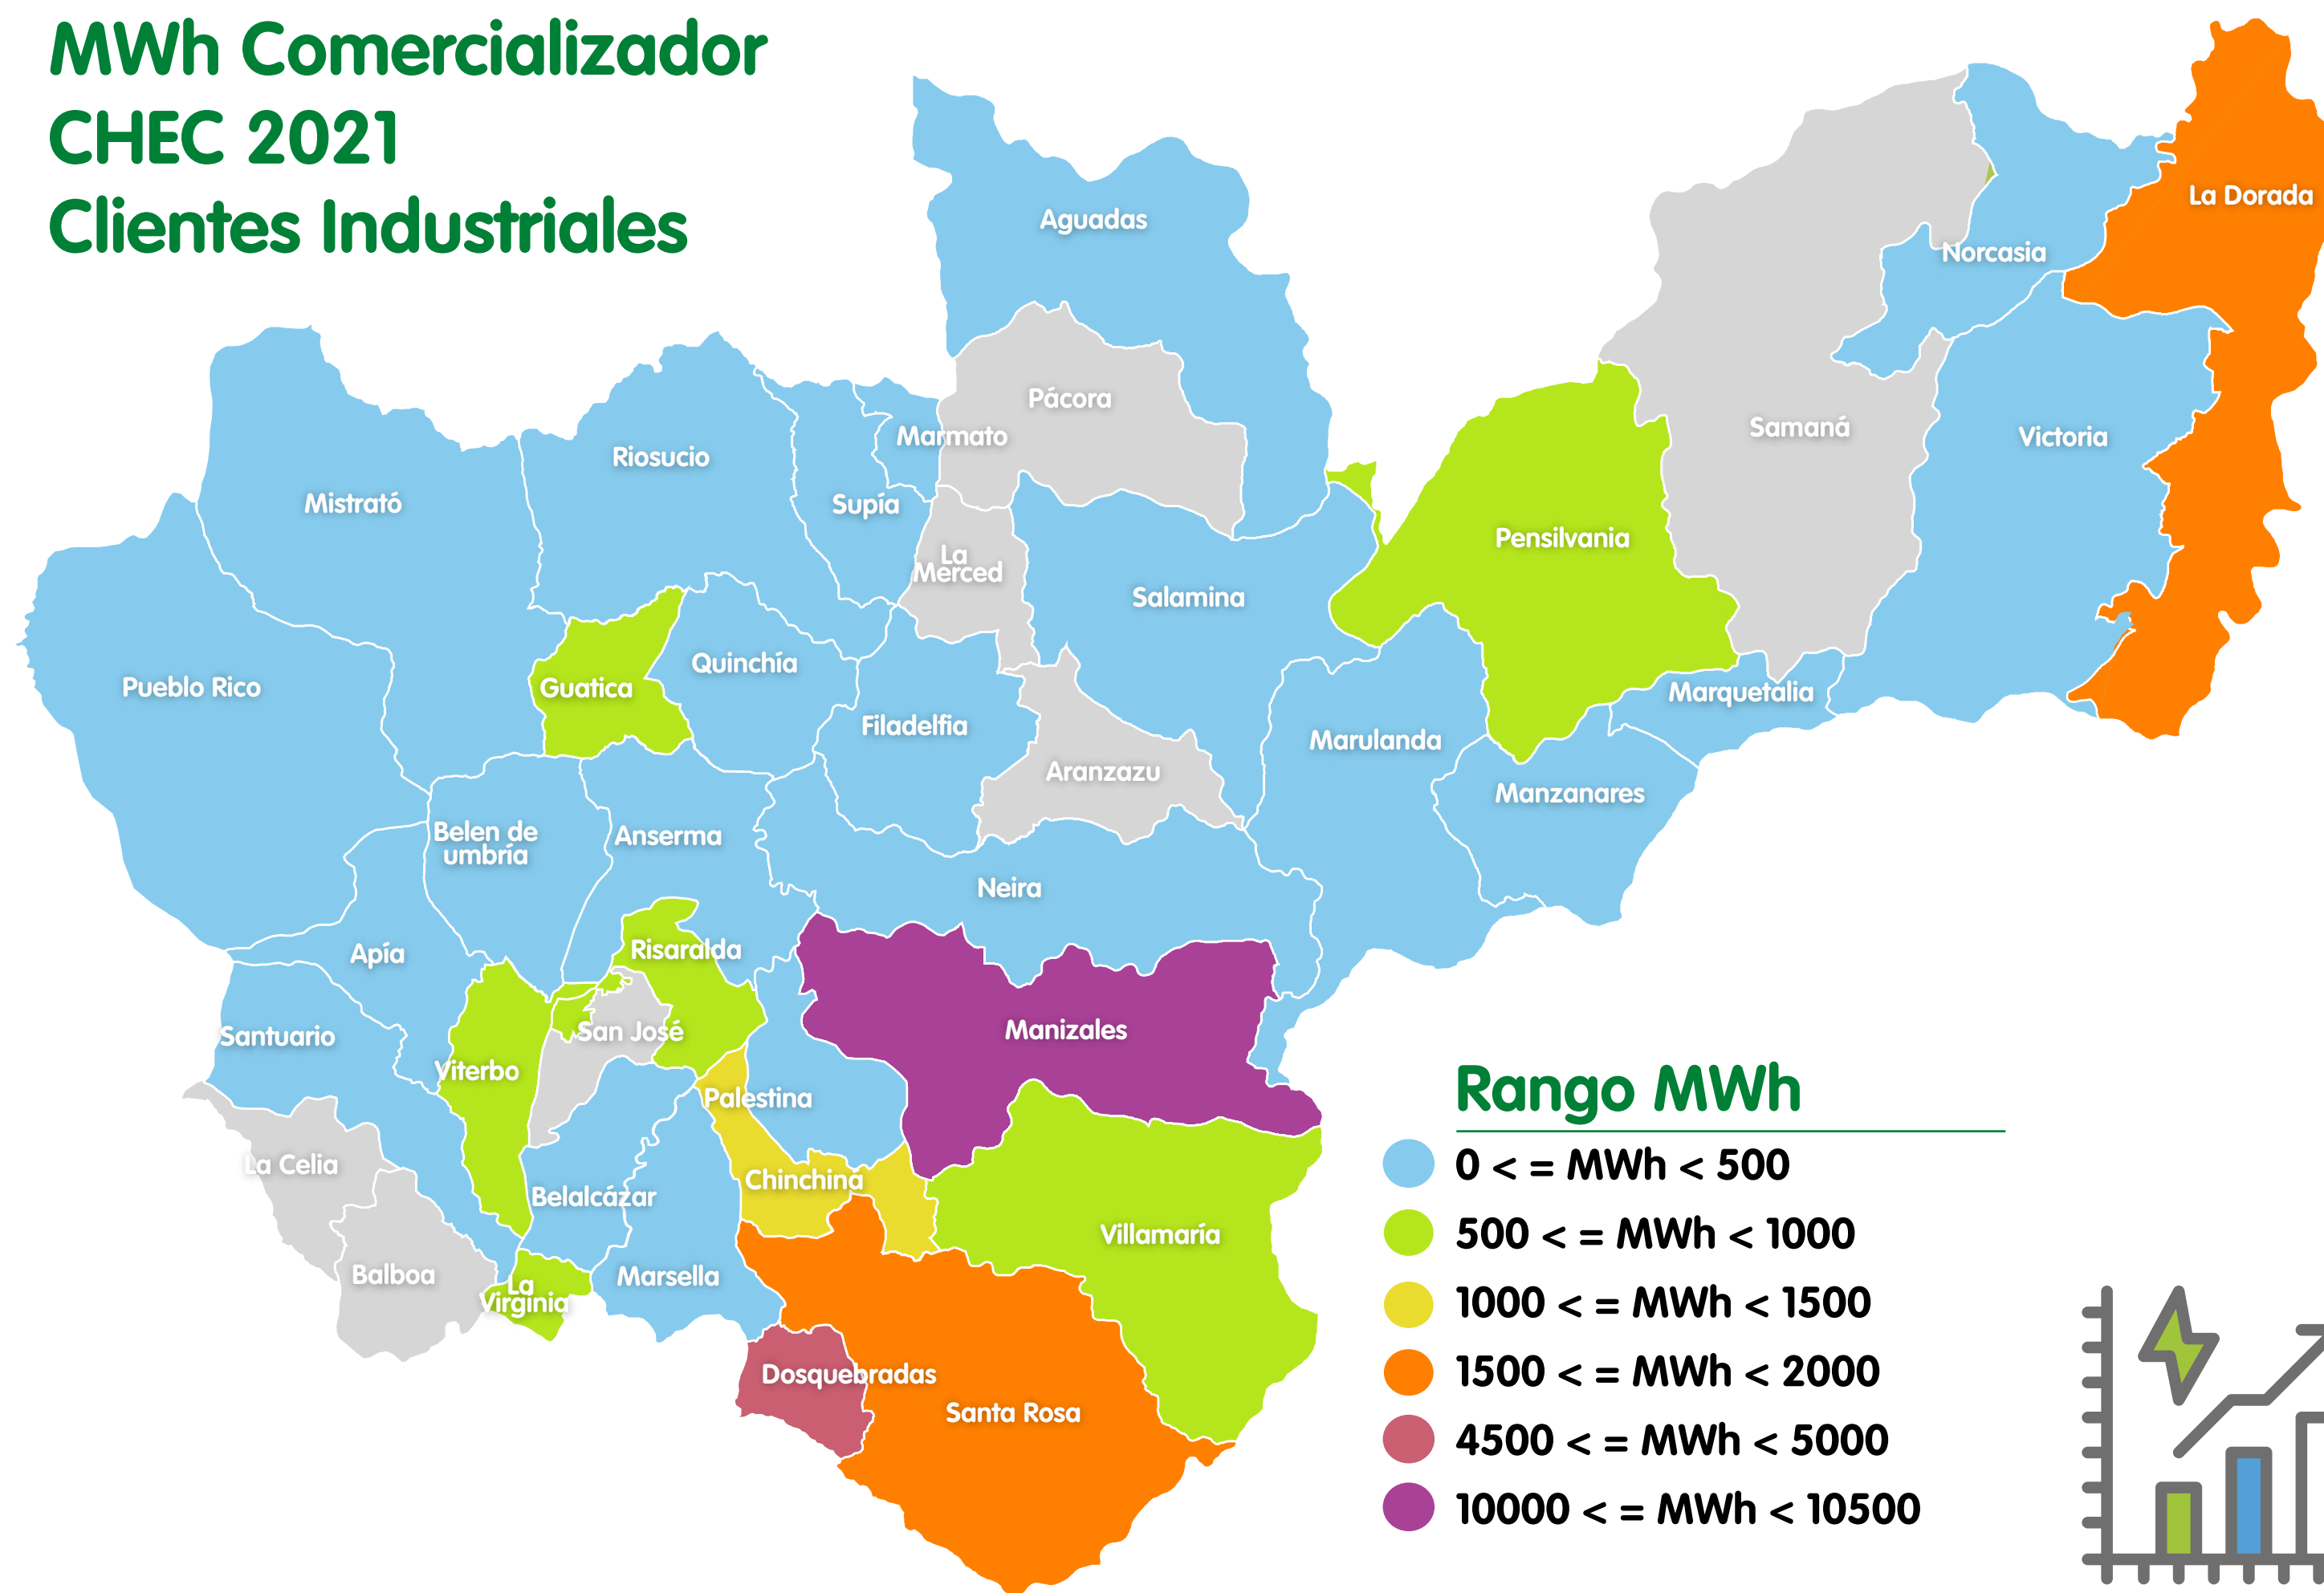 MWh Comercializador
CHEC 2021
Clientes Industriales
La Dorada
Aguadas
Norcasia
Pácora
Samaná
Marmato
Victoria
Riosucio
Mistrató
Supía
Pensilvania
La
Merced
Salamina
Quinchía
Pueblo Rico
Guatica
Marquetalia
Filadelfia
Marulanda
Aranzazu
Manzanares
Belen de
umbría
Anserma
Neira
Risaralda
Apía
Manizales
San José
Santuario
Viterbo
Palestina
La Celia
Chinchina
Belalcázar
Villamaría
Balboa
Marsella
La
Virginia
Dosquebradas
Santa Rosa
Rango MWh
0 < = MWh < 500
500 < = MWh < 1000
1000 < = MWh < 1500
1500 < = MWh < 2000
4500 < = MWh < 5000
10000 < = MWh < 10500